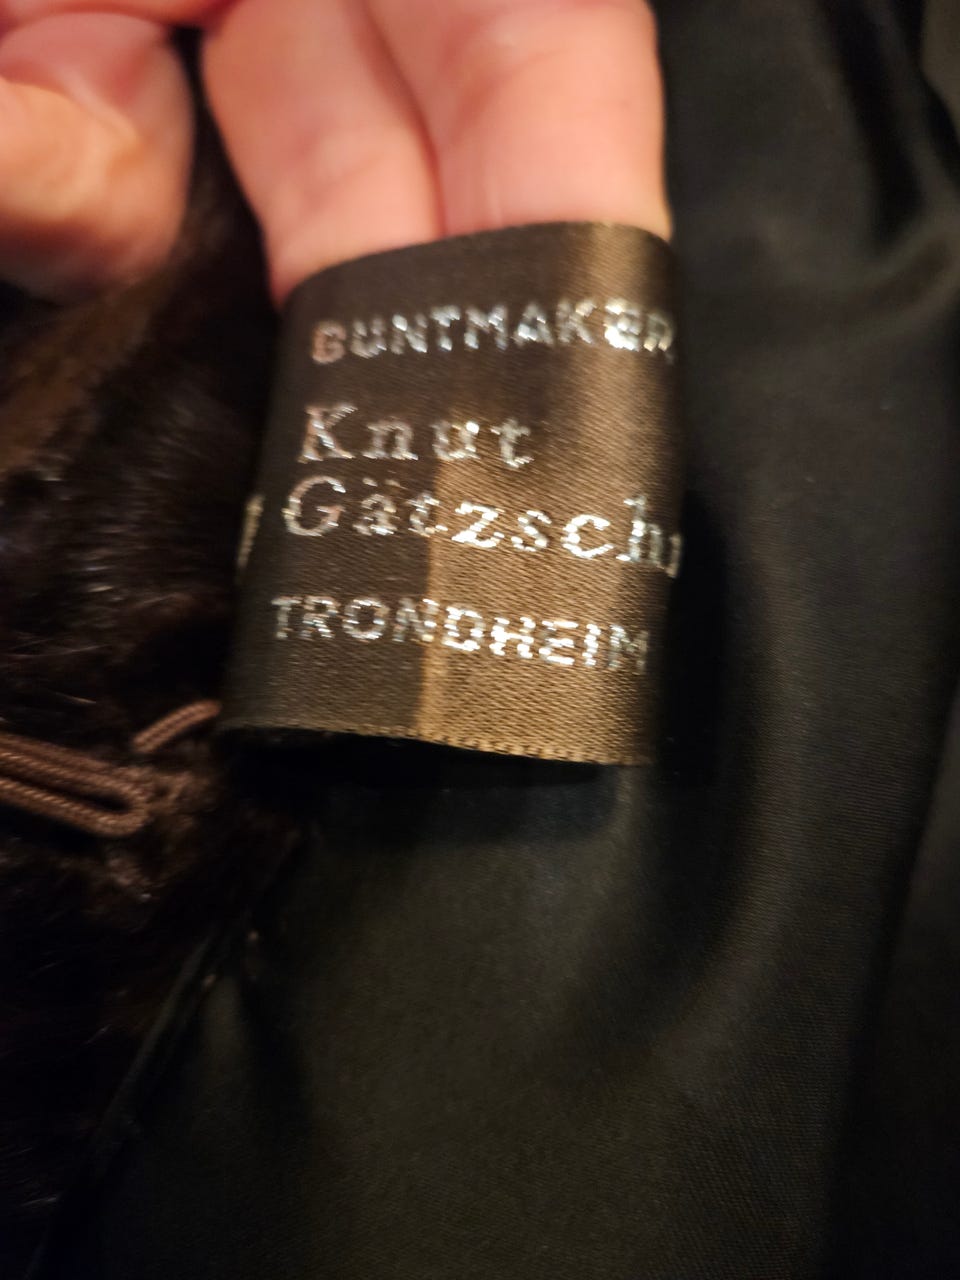 BUNTMAKER
Knut
Gätzsch
TRONDHEIM